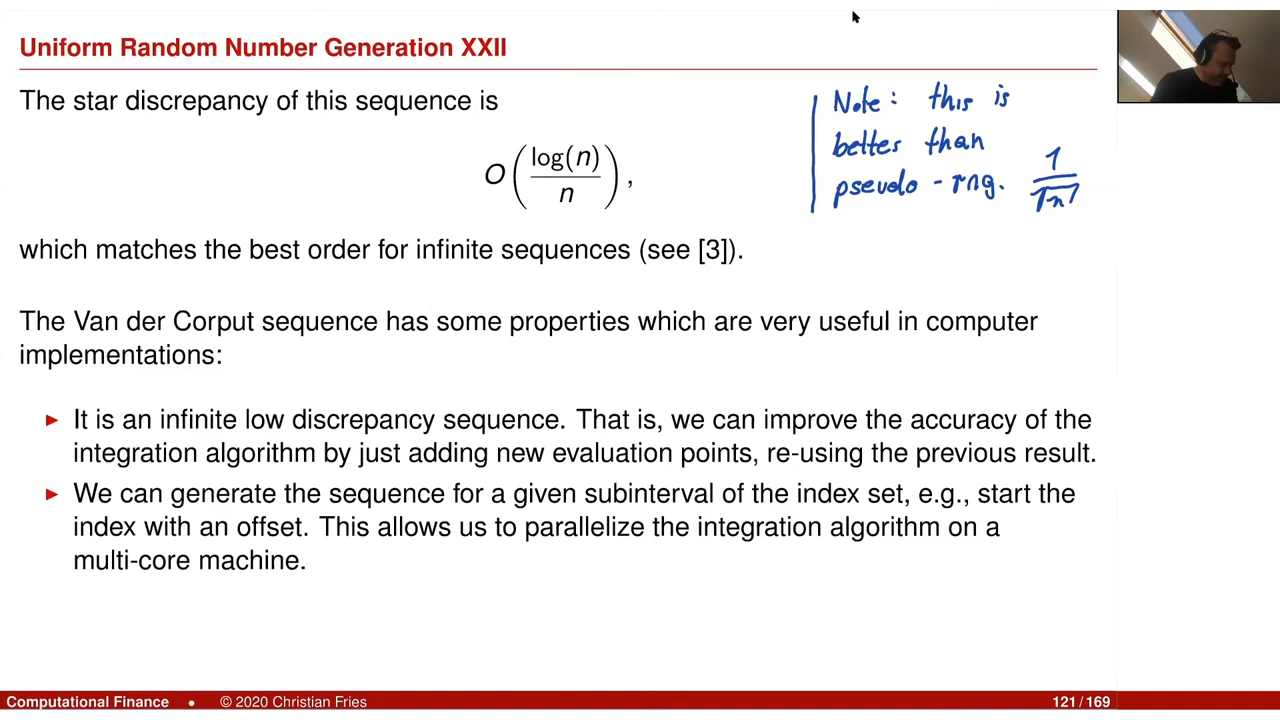 Uniform Random Number Generation XXII
The star discrepancy of this sequence is
O(log(n)/n),
Note: this is
better than
pseudo-rng. 1/√n
which matches the best order for infinite sequences (see [3]).
The Van der Corput sequence has some properties which are very useful in computer
implementations:
► It is an infinite low discrepancy sequence. That is, we can improve the accuracy of the
integration algorithm by just adding new evaluation points, re-using the previous result.
► We can generate the sequence for a given subinterval of the index set, e.g., start the
index with an offset. This allows us to parallelize the integration algorithm on a
multi-core machine.
Computational Finance • © 2020 Christian Fries 121 / 169